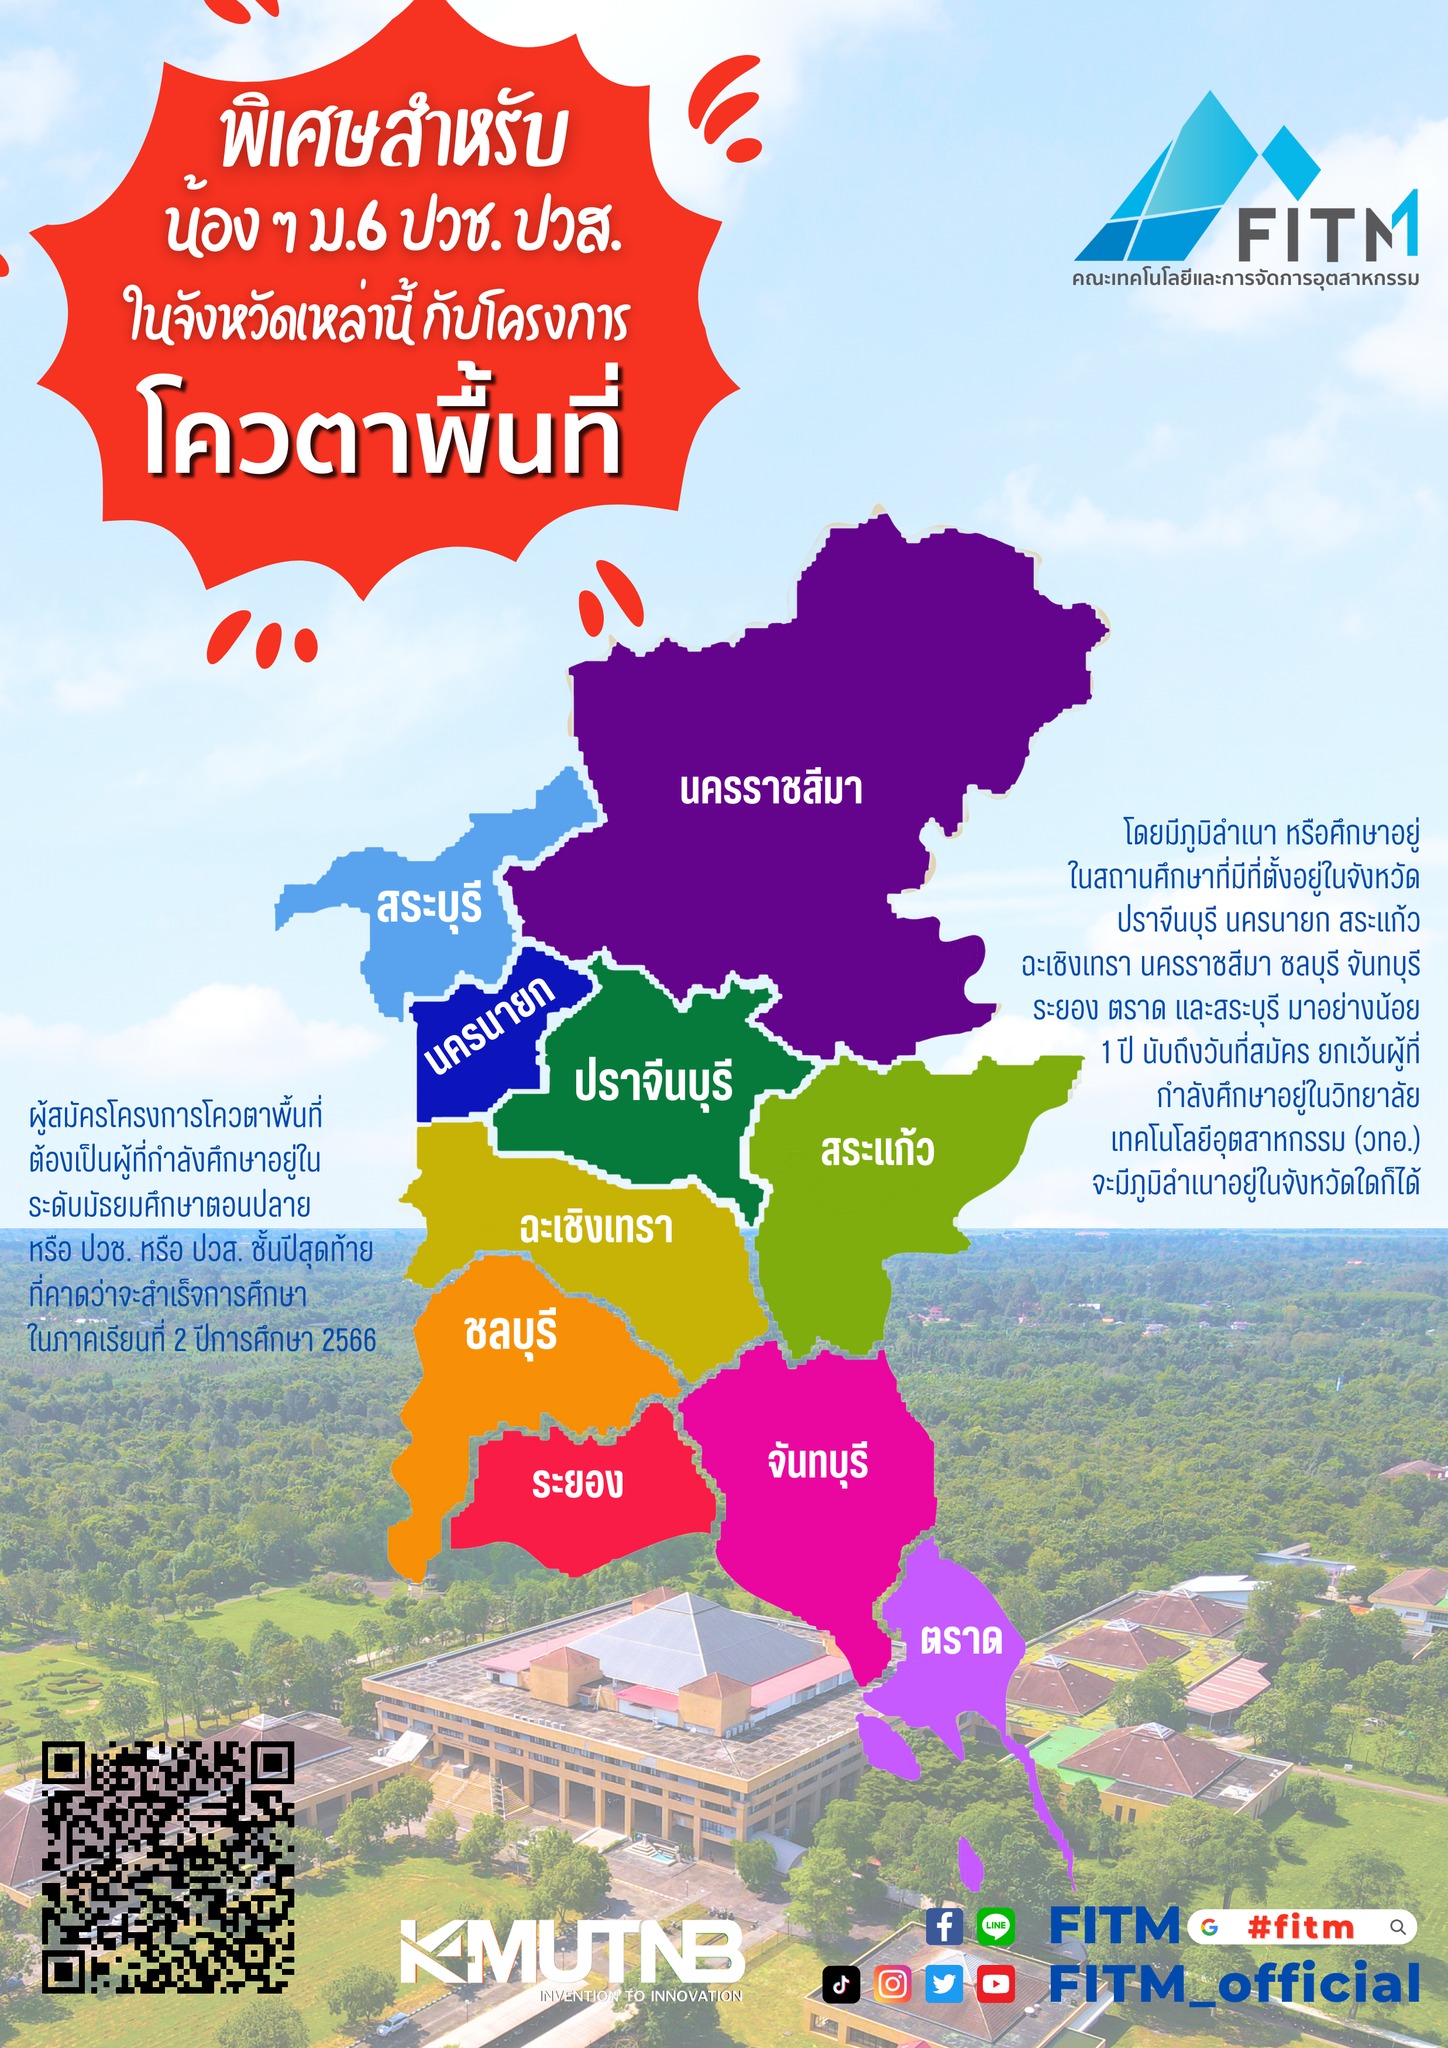 พิเศษสำหรับ
น้อง ๆ ม.6 ปวช. ปวส.
ในจังหวัดเหล่านี้ กับโครงการ
โควตาพื้นที่
FITM
คณะเทคโนโลยีและการจัดการอุตสาหกรรม
นครราชสีมา
สระบุรี
นครนายก
ปราจีนบุรี
สระแก้ว
ฉะเชิงเทรา
ชลบุรี
ระยอง
จันทบุรี
ตราด
โดยมีภูมิลำเนา หรือศึกษาอยู่
ในสถานศึกษาที่มีที่ตั้งอยู่ในจังหวัด
ปราจีนบุรี นครนายก สระแก้ว
ฉะเชิงเทรา นครราชสีมา ชลบุรี จันทบุรี
ระยอง ตราด และสระบุรี มาอย่างน้อย
1 ปี นับถึงวันที่สมัคร ยกเว้นผู้ที่
กำลังศึกษาอยู่ในวิทยาลัย
เทคโนโลยีอุตสาหกรรม (วทอ.)
จะมีภูมิลำเนาอยู่ในจังหวัดใดก็ได้
ผู้สมัครโครงการโควตาพื้นที่
ต้องเป็นผู้ที่กำลังศึกษาอยู่ใน
ระดับมัธยมศึกษาตอนปลาย
หรือ ปวช. หรือ ปวส. ชั้นปีสุดท้าย
ที่คาดว่าจะสำเร็จการศึกษา
ในภาคเรียนที่ 2 ปีการศึกษา 2566
KMUTNB
INVENTION TO INNOVATION
LINE
FITM
#fitm
FITM_official